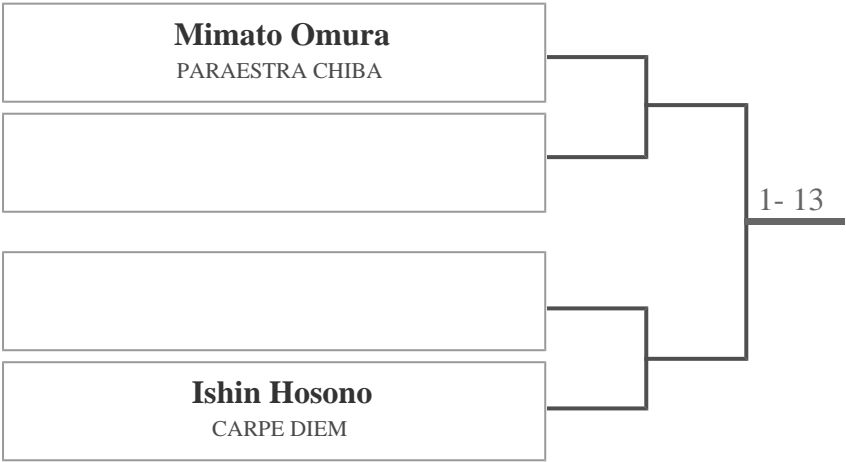 Mimato Omura
PARAESTRA CHIBA
1- 13
Ishin Hosono
CARPE DIEM